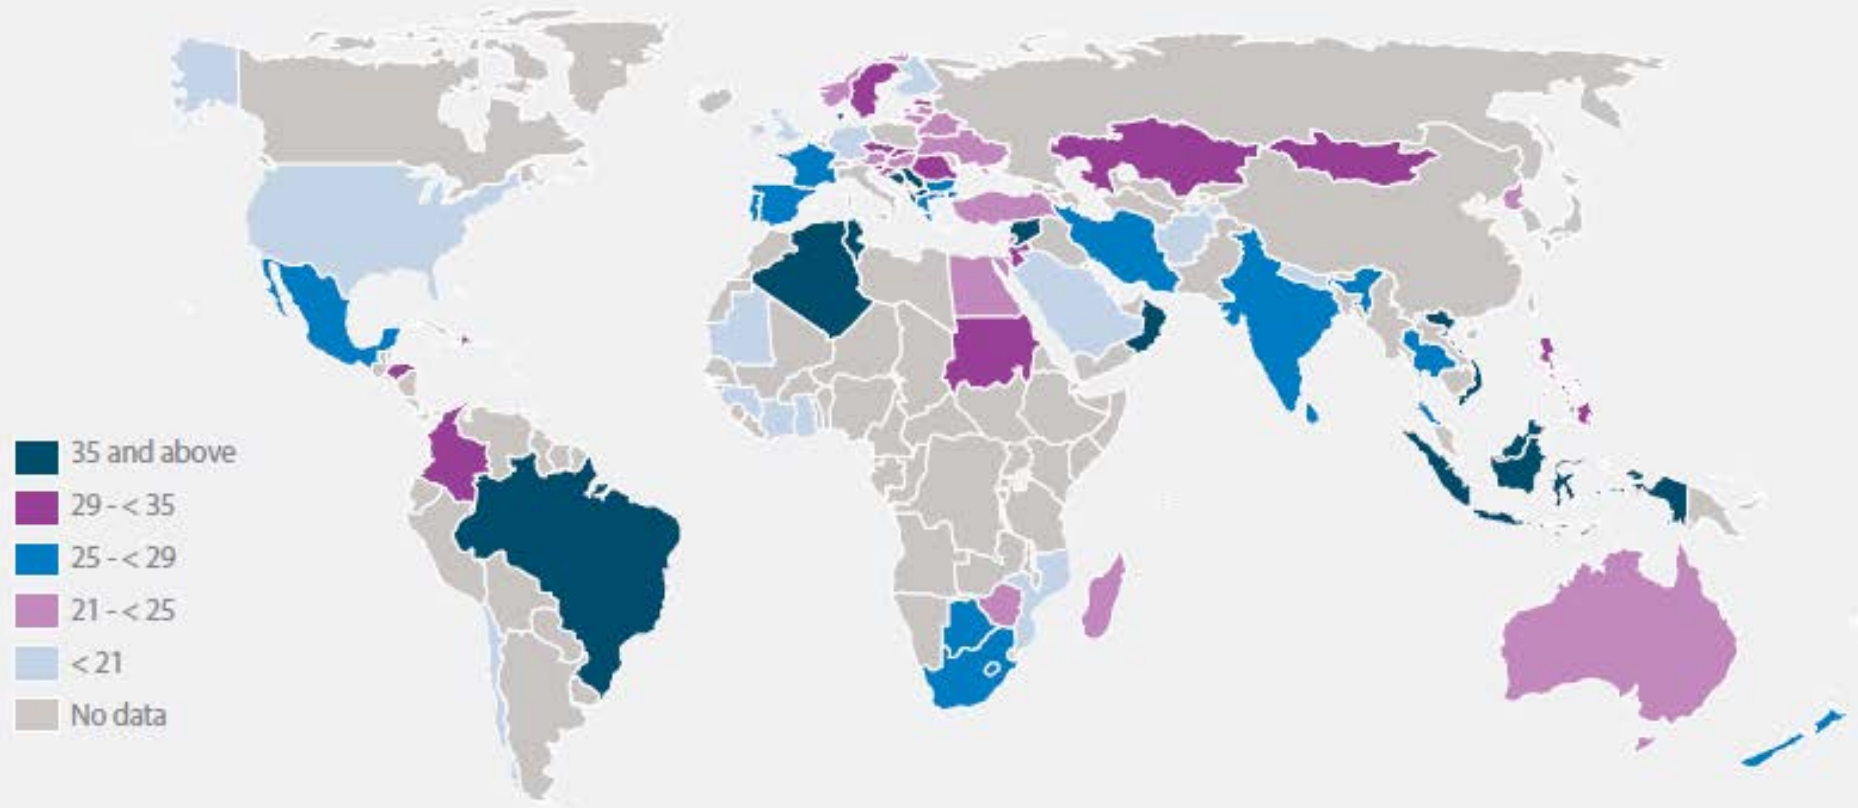 35 and above
29 - < 35
25 - < 29
21 - < 25
< 21
No data